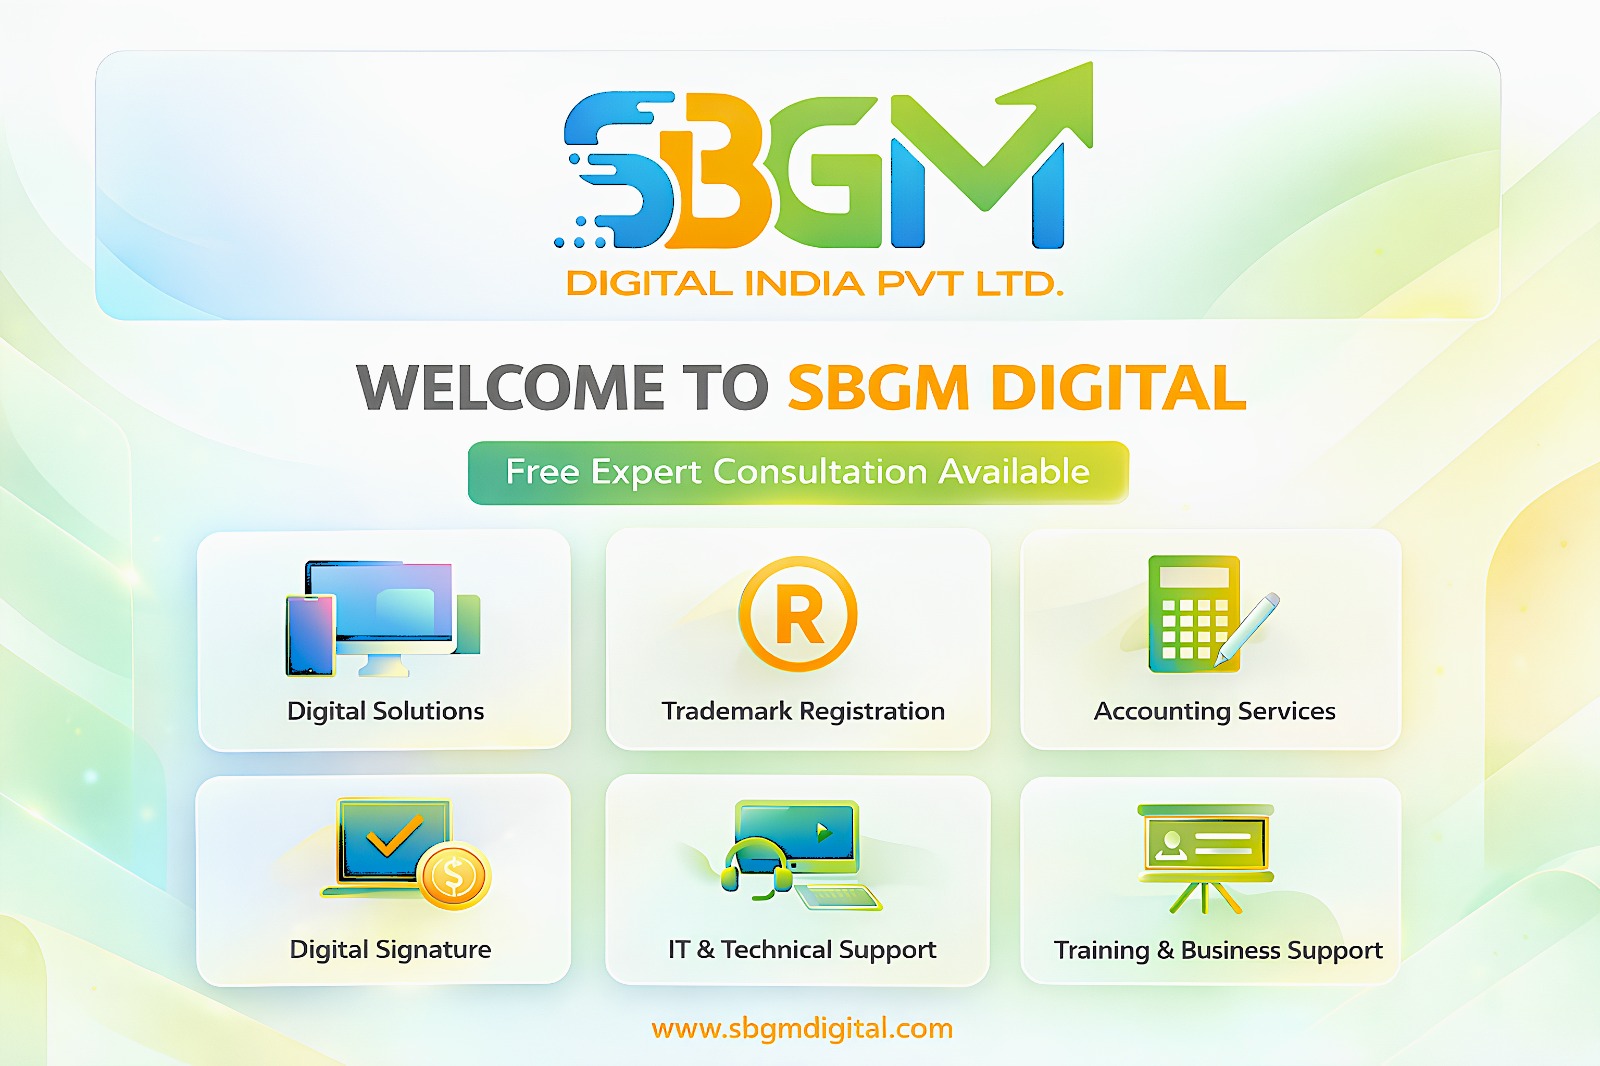 SBGM
DIGITAL INDIA PVT LTD.
WELCOME TO SBGM DIGITAL
Free Expert Consultation Available
Digital Solutions
R
Trademark Registration
Accounting Services
$
Digital Signature
IT & Technical Support
Training & Business Support
www.sbgmdigital.com